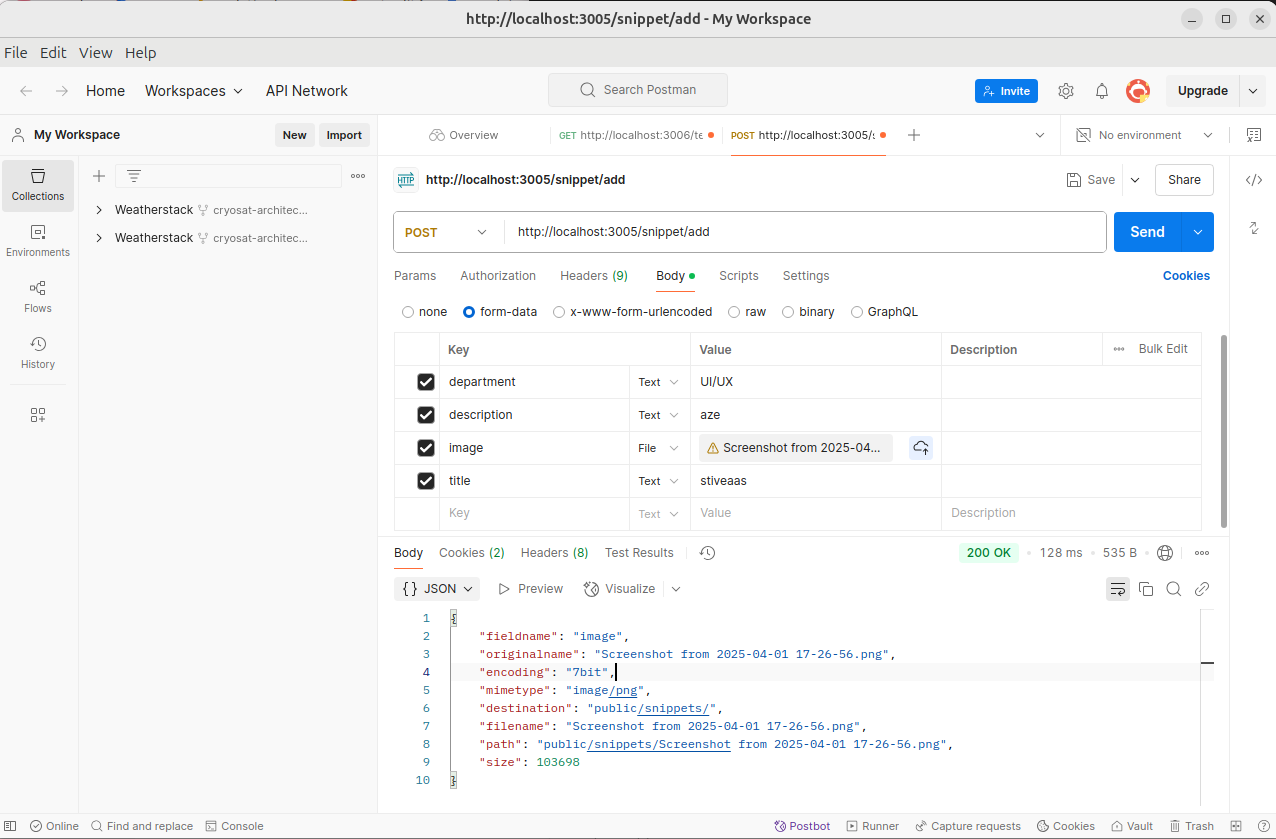 http://localhost:3005/snippet/add - My Workspace
File Edit View Help
Home Workspaces API Network Search Postman Invite Upgrade
My Workspace New Import Overview GET http://localhost:3006/te POST http://localhost:3005/s No environment
Collections
Environments
Flows
History
Weatherstack cryosat-architec...
Weatherstack cryosat-architec...
HTTP http://localhost:3005/snippet/add Save Share
POST http://localhost:3005/snippet/add Send
Params Authorization Headers (9) Body Scripts Settings Cookies
none form-data x-www-form-urlencoded raw binary GraphQL
Key Value Description Bulk Edit
department Text UI/UX
description Text aze
image File Screenshot from 2025-04...
title Text stiveaas
Key Text Value Description
Body Cookies (2) Headers (8) Test Results 200 OK 128 ms 535 B
{} JSON Preview Visualize
1 {
2 "fieldname": "image",
3 "originalname": "Screenshot from 2025-04-01 17-26-56.png",
4 "encoding": "7bit",
5 "mimetype": "image/png",
6 "destination": "public/snippets/",
7 "filename": "Screenshot from 2025-04-01 17-26-56.png",
8 "path": "public/snippets/Screenshot from 2025-04-01 17-26-56.png",
9 "size": 103698
10 }
Online Find and replace Console Postbot Runner Capture requests Cookies Vault Trash